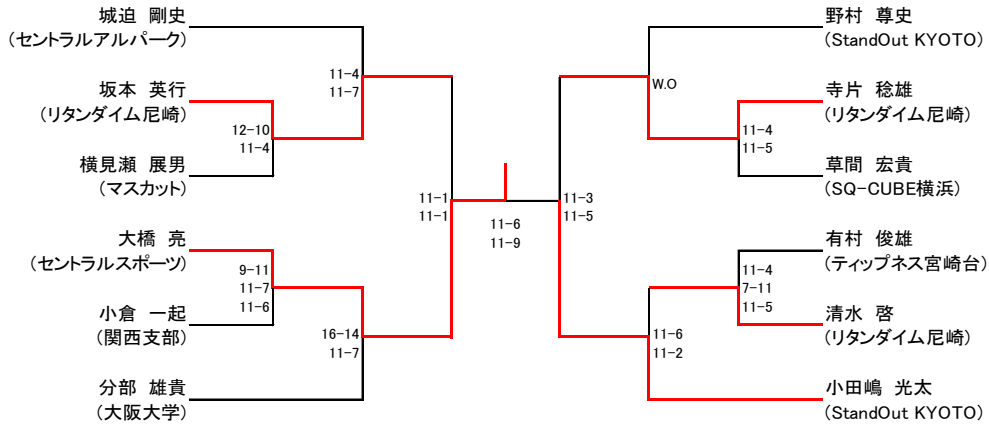 城迫 剛史
(セントラルアルパーク)
11-4
11-7
坂本 英行
(リタンダイム尼崎)
12-10
11-4
横見瀬 展男
(マスカット)
11-1
11-1
大橋 亮
(セントラルスポーツ)
9-11
11-7
11-6
小倉 一起
(関西支部)
16-14
11-7
分部 雄貴
(大阪大学)
11-6
11-9
野村 尊史
(StandOut KYOTO)
W.O
寺片 稔雄
(リタンダイム尼崎)
11-4
11-5
草間 宏貴
(SQ-CUBE横浜)
11-3
11-5
有村 俊雄
(ティップネス宮崎台)
11-4
7-11
11-5
清水 啓
(リタンダイム尼崎)
11-6
11-2
小田嶋 光太
(StandOut KYOTO)